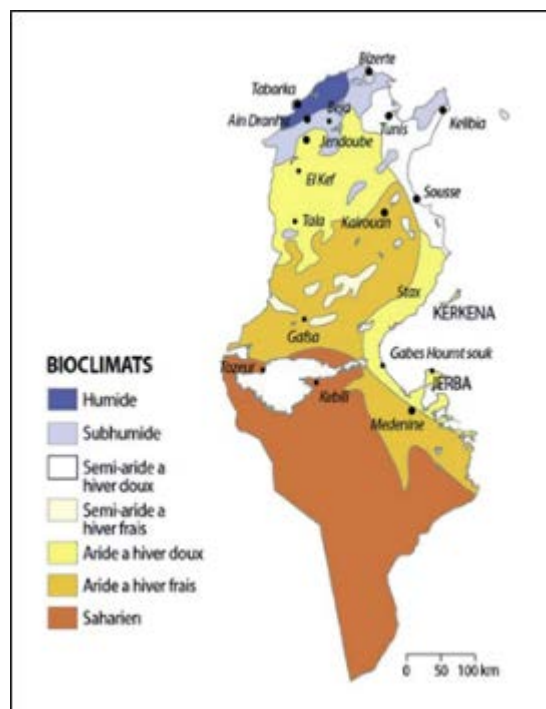 Bizerte
Tabarka
Ain Draham
Beja
Tunis
Kelibia
Jendoube
El Kef
Sousse
Tala
Kairouan
Stax
KERKENA
Gafsa
Gabes Houmt souk
BIOCLIMATS
Tozeur
JERBA
Kebili
Medenine
Humide
Subhumide
Semi-aride a
hiver doux
Semi-aride a
hiver frais
Aride a hiver doux
Aride a hiver frais
Saharien
0 50 100 km